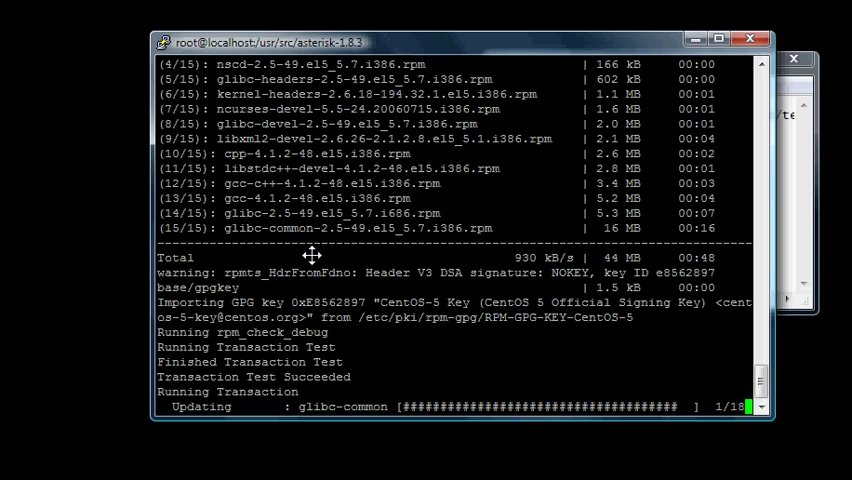 root@localhost:/usr/src/asterisk-1.8.3
(4/15): nscd-2.5-49.el5_5.7.i386.rpm | 166 kB 00:00
(5/15): glibc-headers-2.5-49.el5_5.7.i386.rpm | 602 kB 00:00
(6/15): kernel-headers-2.6.18-194.32.1.el5.i386.rpm | 1.1 MB 00:01
(7/15): ncurses-devel-5.5-24.20060715.i386.rpm | 1.6 MB 00:01
(8/15): glibc-devel-2.5-49.el5_5.7.i386.rpm | 2.0 MB 00:01
(9/15): libxml2-devel-2.6.26-2.1.2.8.el5_5.1.i386.rpm | 2.1 MB 00:04
(10/15): cpp-4.1.2-48.el5.i386.rpm | 2.6 MB 00:02
(11/15): libstdc++-devel-4.1.2-48.el5.i386.rpm | 2.8 MB 00:01
(12/15): gcc-c++-4.1.2-48.el5.i386.rpm | 3.4 MB 00:03
(13/15): gcc-4.1.2-48.el5.i386.rpm | 5.2 MB 00:04
(14/15): glibc-2.5-49.el5_5.7.i686.rpm | 5.3 MB 00:07
(15/15): glibc-common-2.5-49.el5_5.7.i386.rpm | 16 MB 00:16
--------------------------------------------------------------------------------
Total 930 kB/s | 44 MB 00:48
warning: rpmts_HdrFromFdno: Header V3 DSA signature: NOKEY, key ID e8562897
base/gpgkey | 1.5 kB 00:00
Importing GPG key 0xE8562897 "CentOS-5 Key (CentOS 5 Official Signing Key) <cent
os-5-key@centos.org>" from /etc/pki/rpm-gpg/RPM-GPG-KEY-CentOS-5
Running rpm_check_debug
Running Transaction Test
Finished Transaction Test
Transaction Test Succeeded
Running Transaction
Updating : glibc-common [##################################### ] 1/18
/te